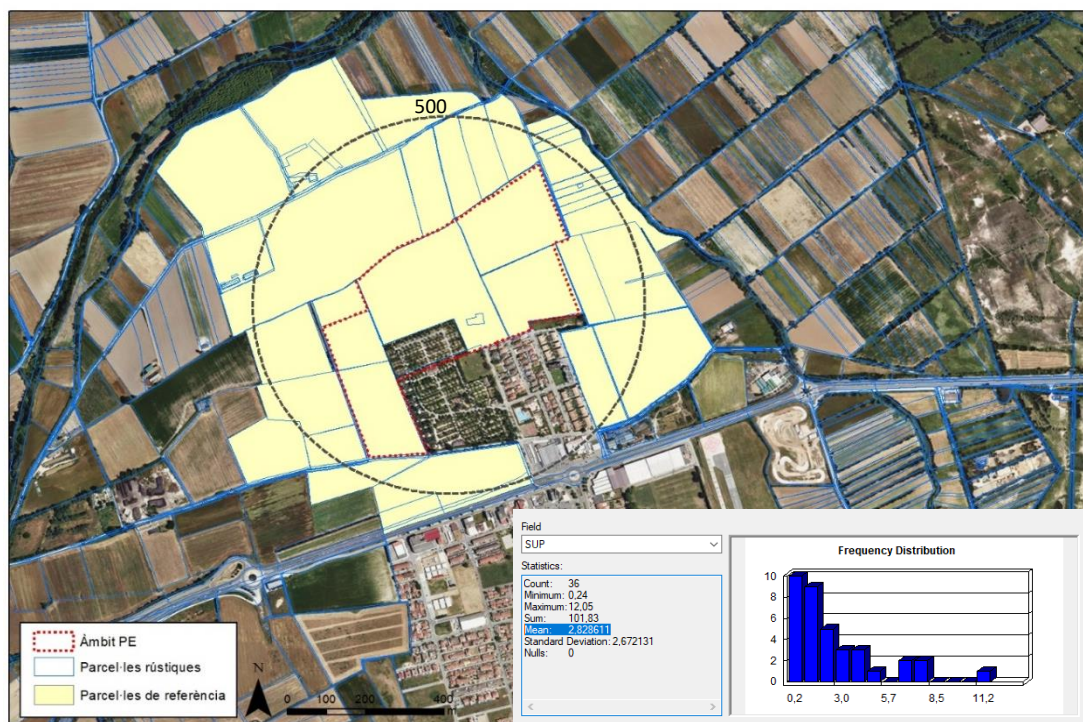 500
Àmbit PE
Parcel·les rústiques
Parcel·les de referència
N
0 100 200 400
Field
SUP
Statistics:
Count: 36
Minimum: 0,24
Maximum: 12,05
Sum: 101,83
Mean: 2,828611
Standard Deviation: 2,672131
Nulls: 0
Frequency Distribution
10
8
6
4
2
0
0,2 3,0 5,7 8,5 11,2